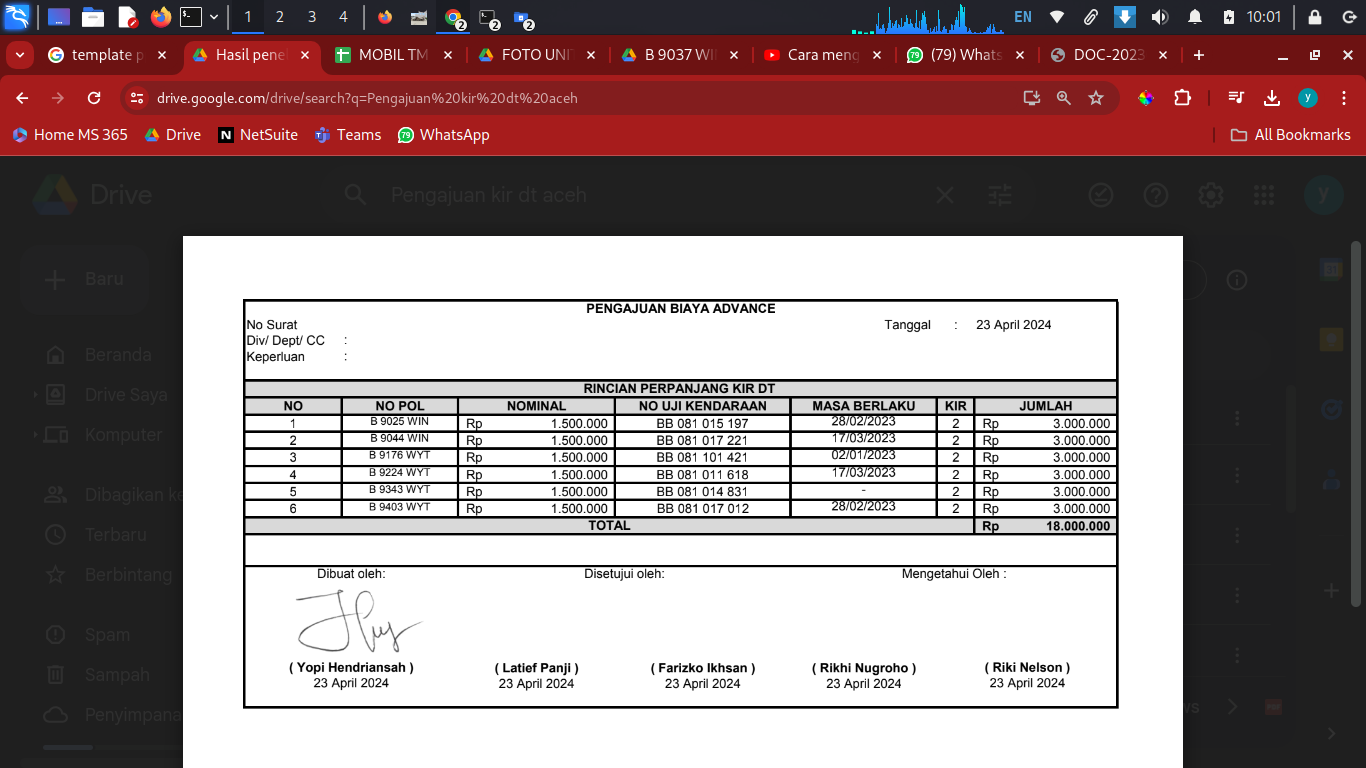 1 2 3 4 2 2 2 EN 10:01
template p Hasil pene MOBIL TM FOTO UNI B 9037 WI Cara meng (79) Whats DOC-2023
drive.google.com/drive/search?q=Pengajuan%20kir%20dt%20aceh y
Home MS 365 Drive NetSuite Teams 79 WhatsApp All Bookmarks
Drive Pengajuan kir dt aceh y
Baru
Beranda
Drive Saya
Komputer
Dibagikan ke
Terbaru
Berbintang
Spam
Sampah
Penyimpana
PENGAJUAN BIAYA ADVANCE
No Surat Tanggal : 23 April 2024
Div/ Dept/ CC :
Keperluan :
RINCIAN PERPANJANG KIR DT
NO NO POL NOMINAL NO UJI KENDARAAN MASA BERLAKU KIR JUMLAH
1 B 9025 WIN Rp 1.500.000 BB 081 015 197 28/02/2023 2 Rp 3.000.000
2 B 9044 WIN Rp 1.500.000 BB 081 017 221 17/03/2023 2 Rp 3.000.000
3 B 9176 WYT Rp 1.500.000 BB 081 101 421 02/01/2023 2 Rp 3.000.000
4 B 9224 WYT Rp 1.500.000 BB 081 011 618 17/03/2023 2 Rp 3.000.000
5 B 9343 WYT Rp 1.500.000 BB 081 014 831 - 2 Rp 3.000.000
6 B 9403 WYT Rp 1.500.000 BB 081 017 012 28/02/2023 2 Rp 3.000.000
TOTAL Rp 18.000.000
Dibuat oleh: Disetujui oleh: Mengetahui Oleh :
( Yopi Hendriansah ) ( Latief Panji ) ( Farizko Ikhsan ) ( Rikhi Nugroho ) ( Riki Nelson )
23 April 2024 23 April 2024 23 April 2024 23 April 2024 23 April 2024